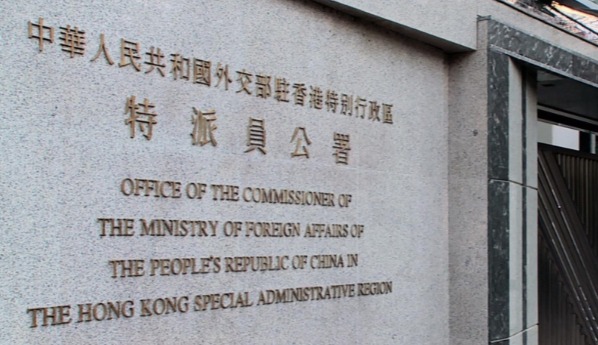 中華人民共和國外交部駐香港特別行政區
特派員公署
OFFICE OF THE COMMISSIONER OF
THE MINISTRY OF FOREIGN AFFAIRS OF
THE PEOPLE'S REPUBLIC OF CHINA IN
THE HONG KONG SPECIAL ADMINISTRATIVE REGION